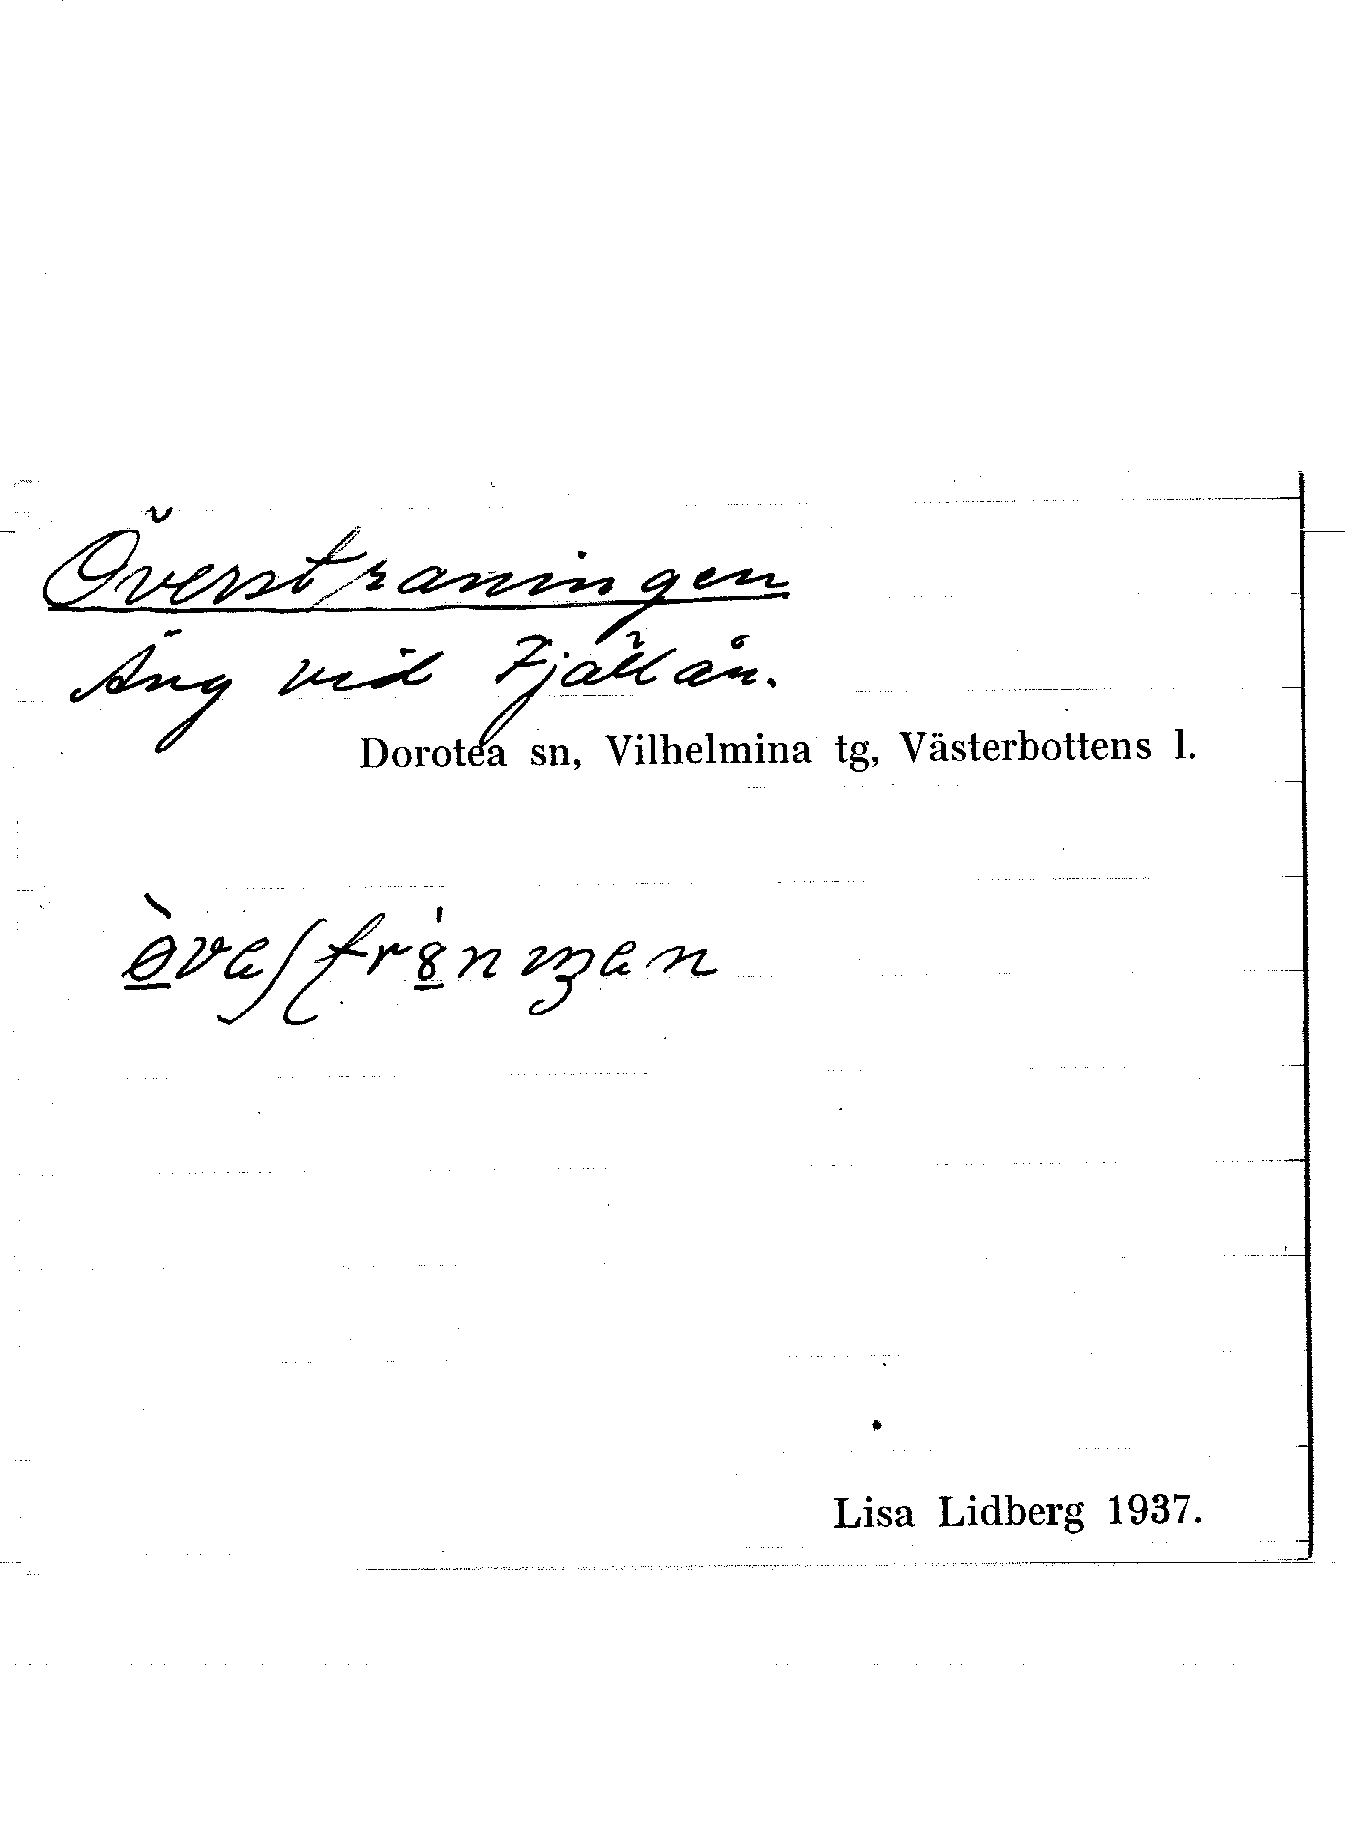 Överstraningen
Äng vid Fjällån.
Dorotea sn, Vilhelmina tg, Västerbottens l.
Lisa Lidberg 1937.